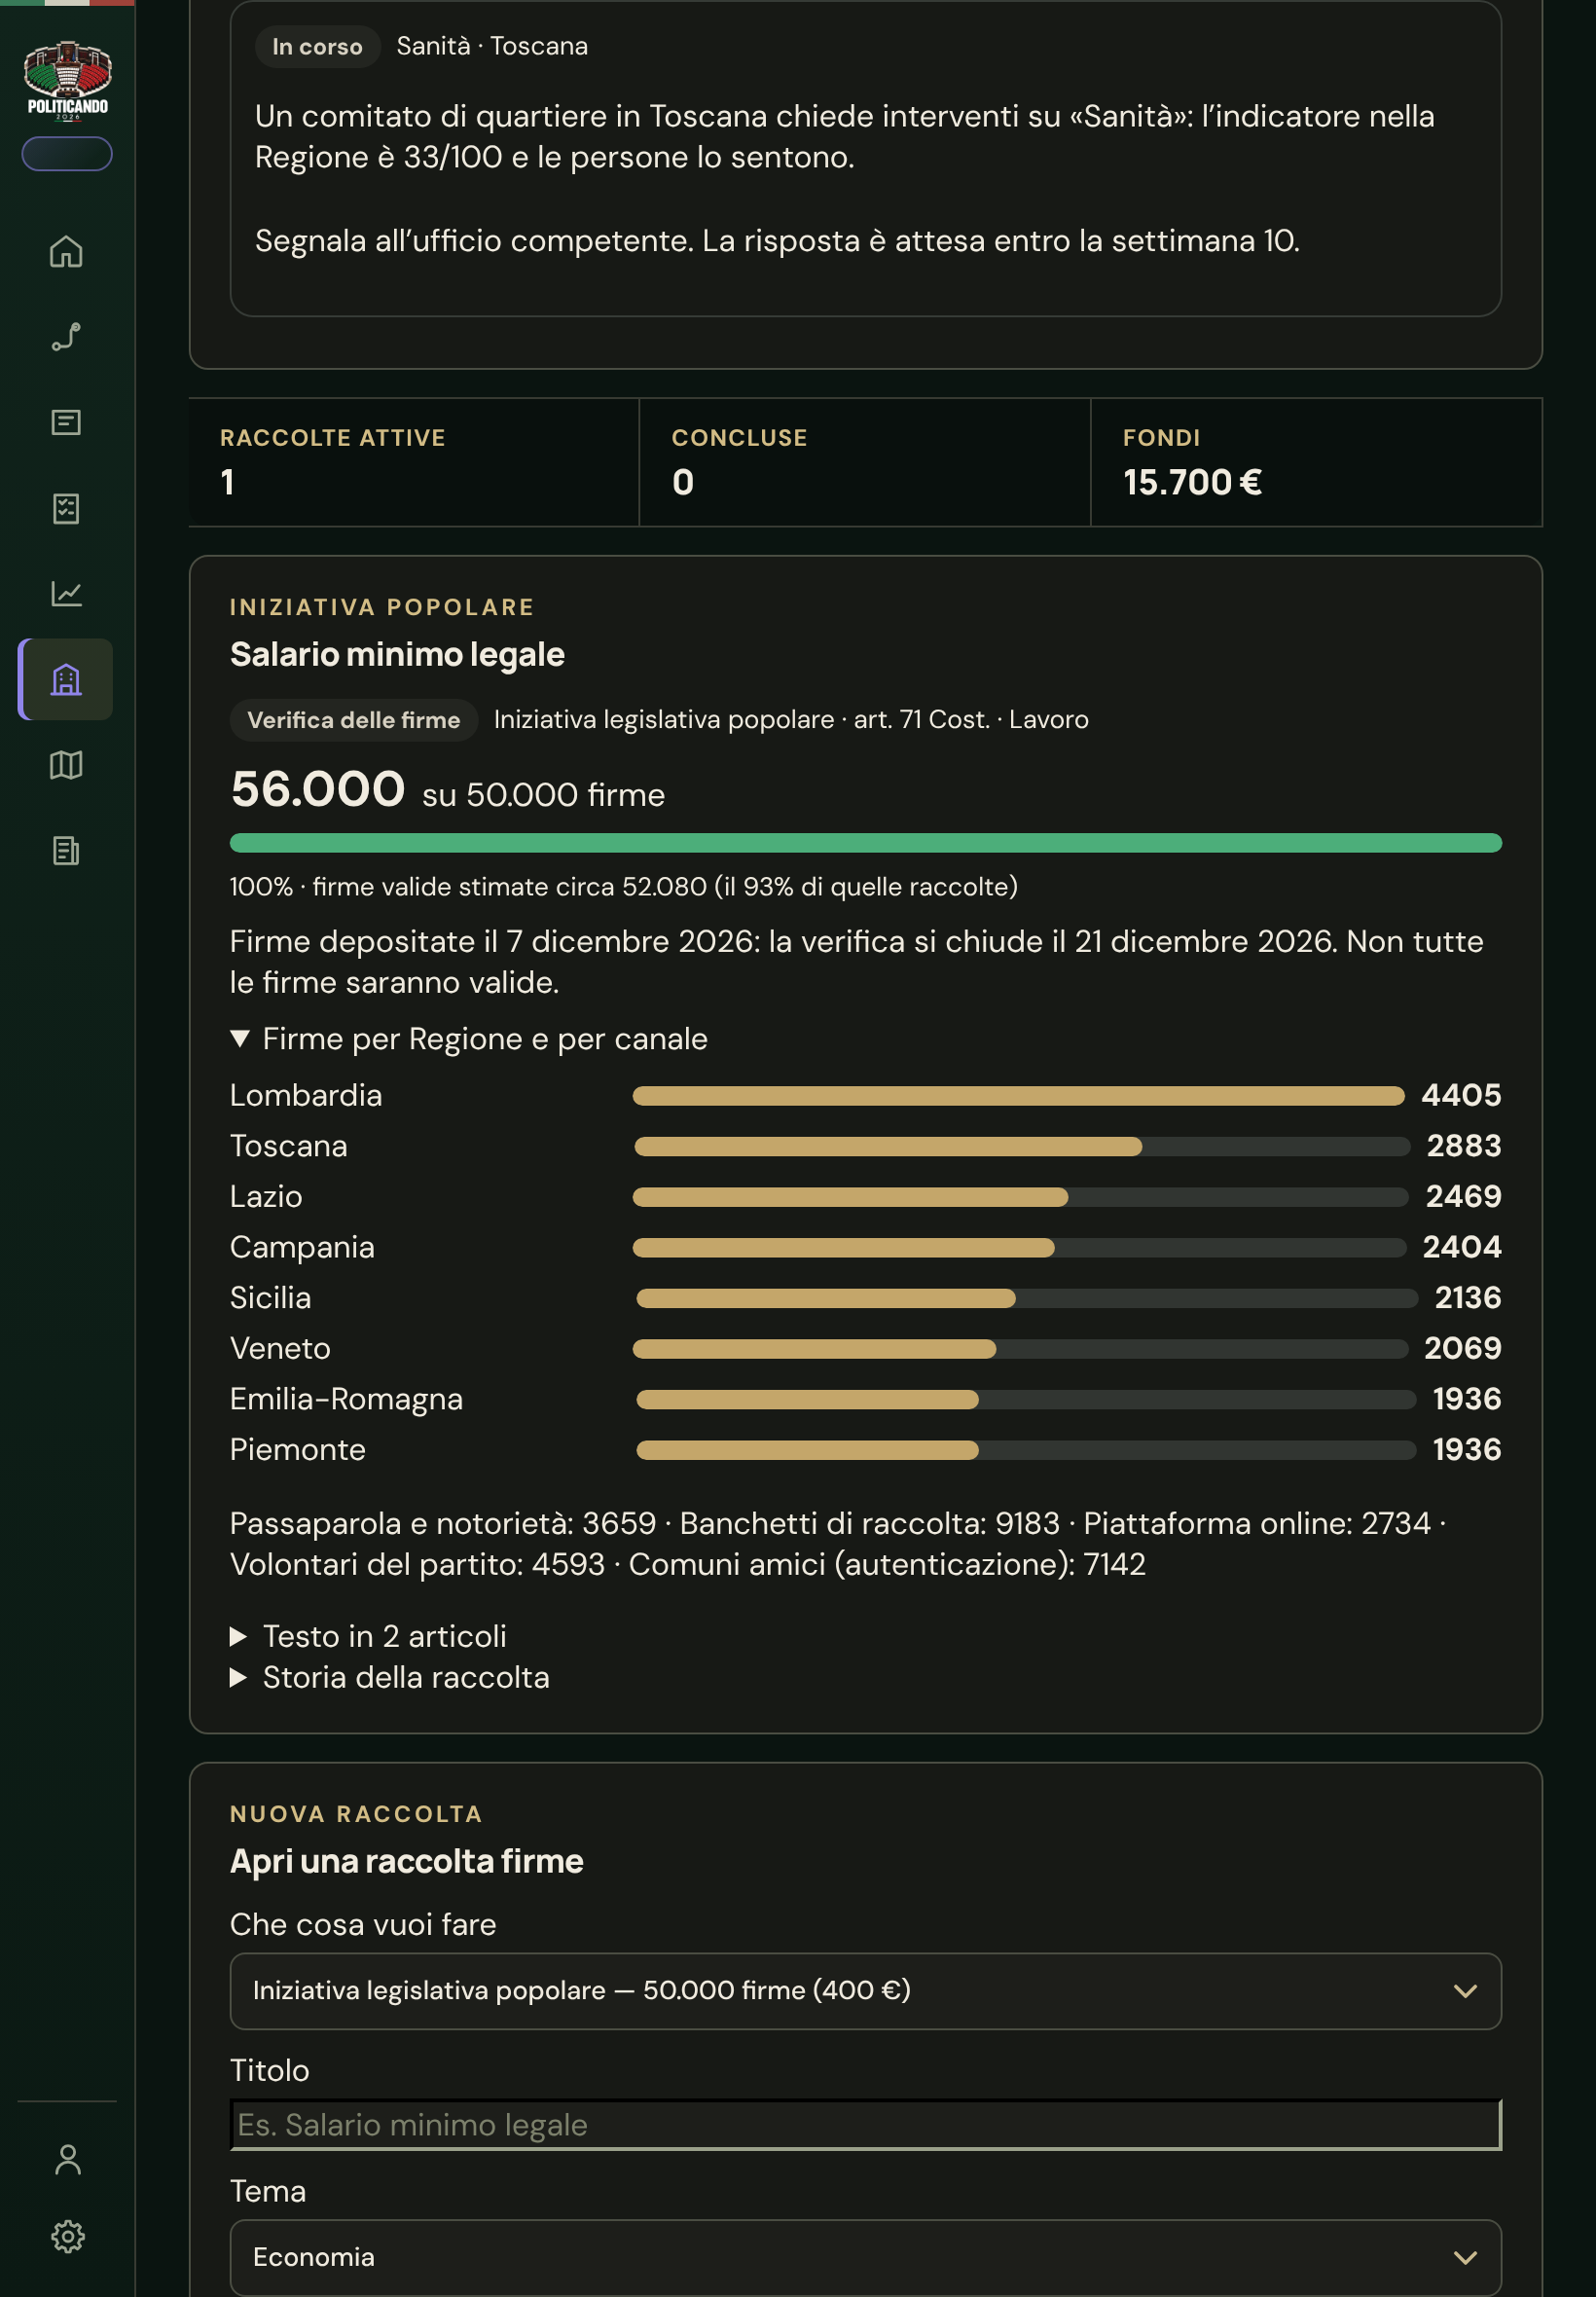 POLITICANDO
2026
In corso Sanità · Toscana
Un comitato di quartiere in Toscana chiede interventi su «Sanità»: l’indicatore nella
Regione è 33/100 e le persone lo sentono.
Segnala all’ufficio competente. La risposta è attesa entro la settimana 10.
RACCOLTE ATTIVE
1
CONCLUSE
0
FONDI
15.700 €
INIZIATIVA POPOLARE
Salario minimo legale
Verifica delle firme Iniziativa legislativa popolare · art. 71 Cost. · Lavoro
56.000 su 50.000 firme
100% · firme valide stimate circa 52.080 (il 93% di quelle raccolte)
Firme depositate il 7 dicembre 2026: la verifica si chiude il 21 dicembre 2026. Non tutte
le firme saranno valide.
▼ Firme per Regione e per canale
Lombardia 4405
Toscana 2883
Lazio 2469
Campania 2404
Sicilia 2136
Veneto 2069
Emilia-Romagna 1936
Piemonte 1936
Passaparola e notorietà: 3659 · Banchetti di raccolta: 9183 · Piattaforma online: 2734 ·
Volontari del partito: 4593 · Comuni amici (autenticazione): 7142
▶ Testo in 2 articoli
▶ Storia della raccolta
NUOVA RACCOLTA
Apri una raccolta firme
Che cosa vuoi fare
Iniziativa legislativa popolare — 50.000 firme (400 €)
Titolo
Es. Salario minimo legale
Tema
Economia